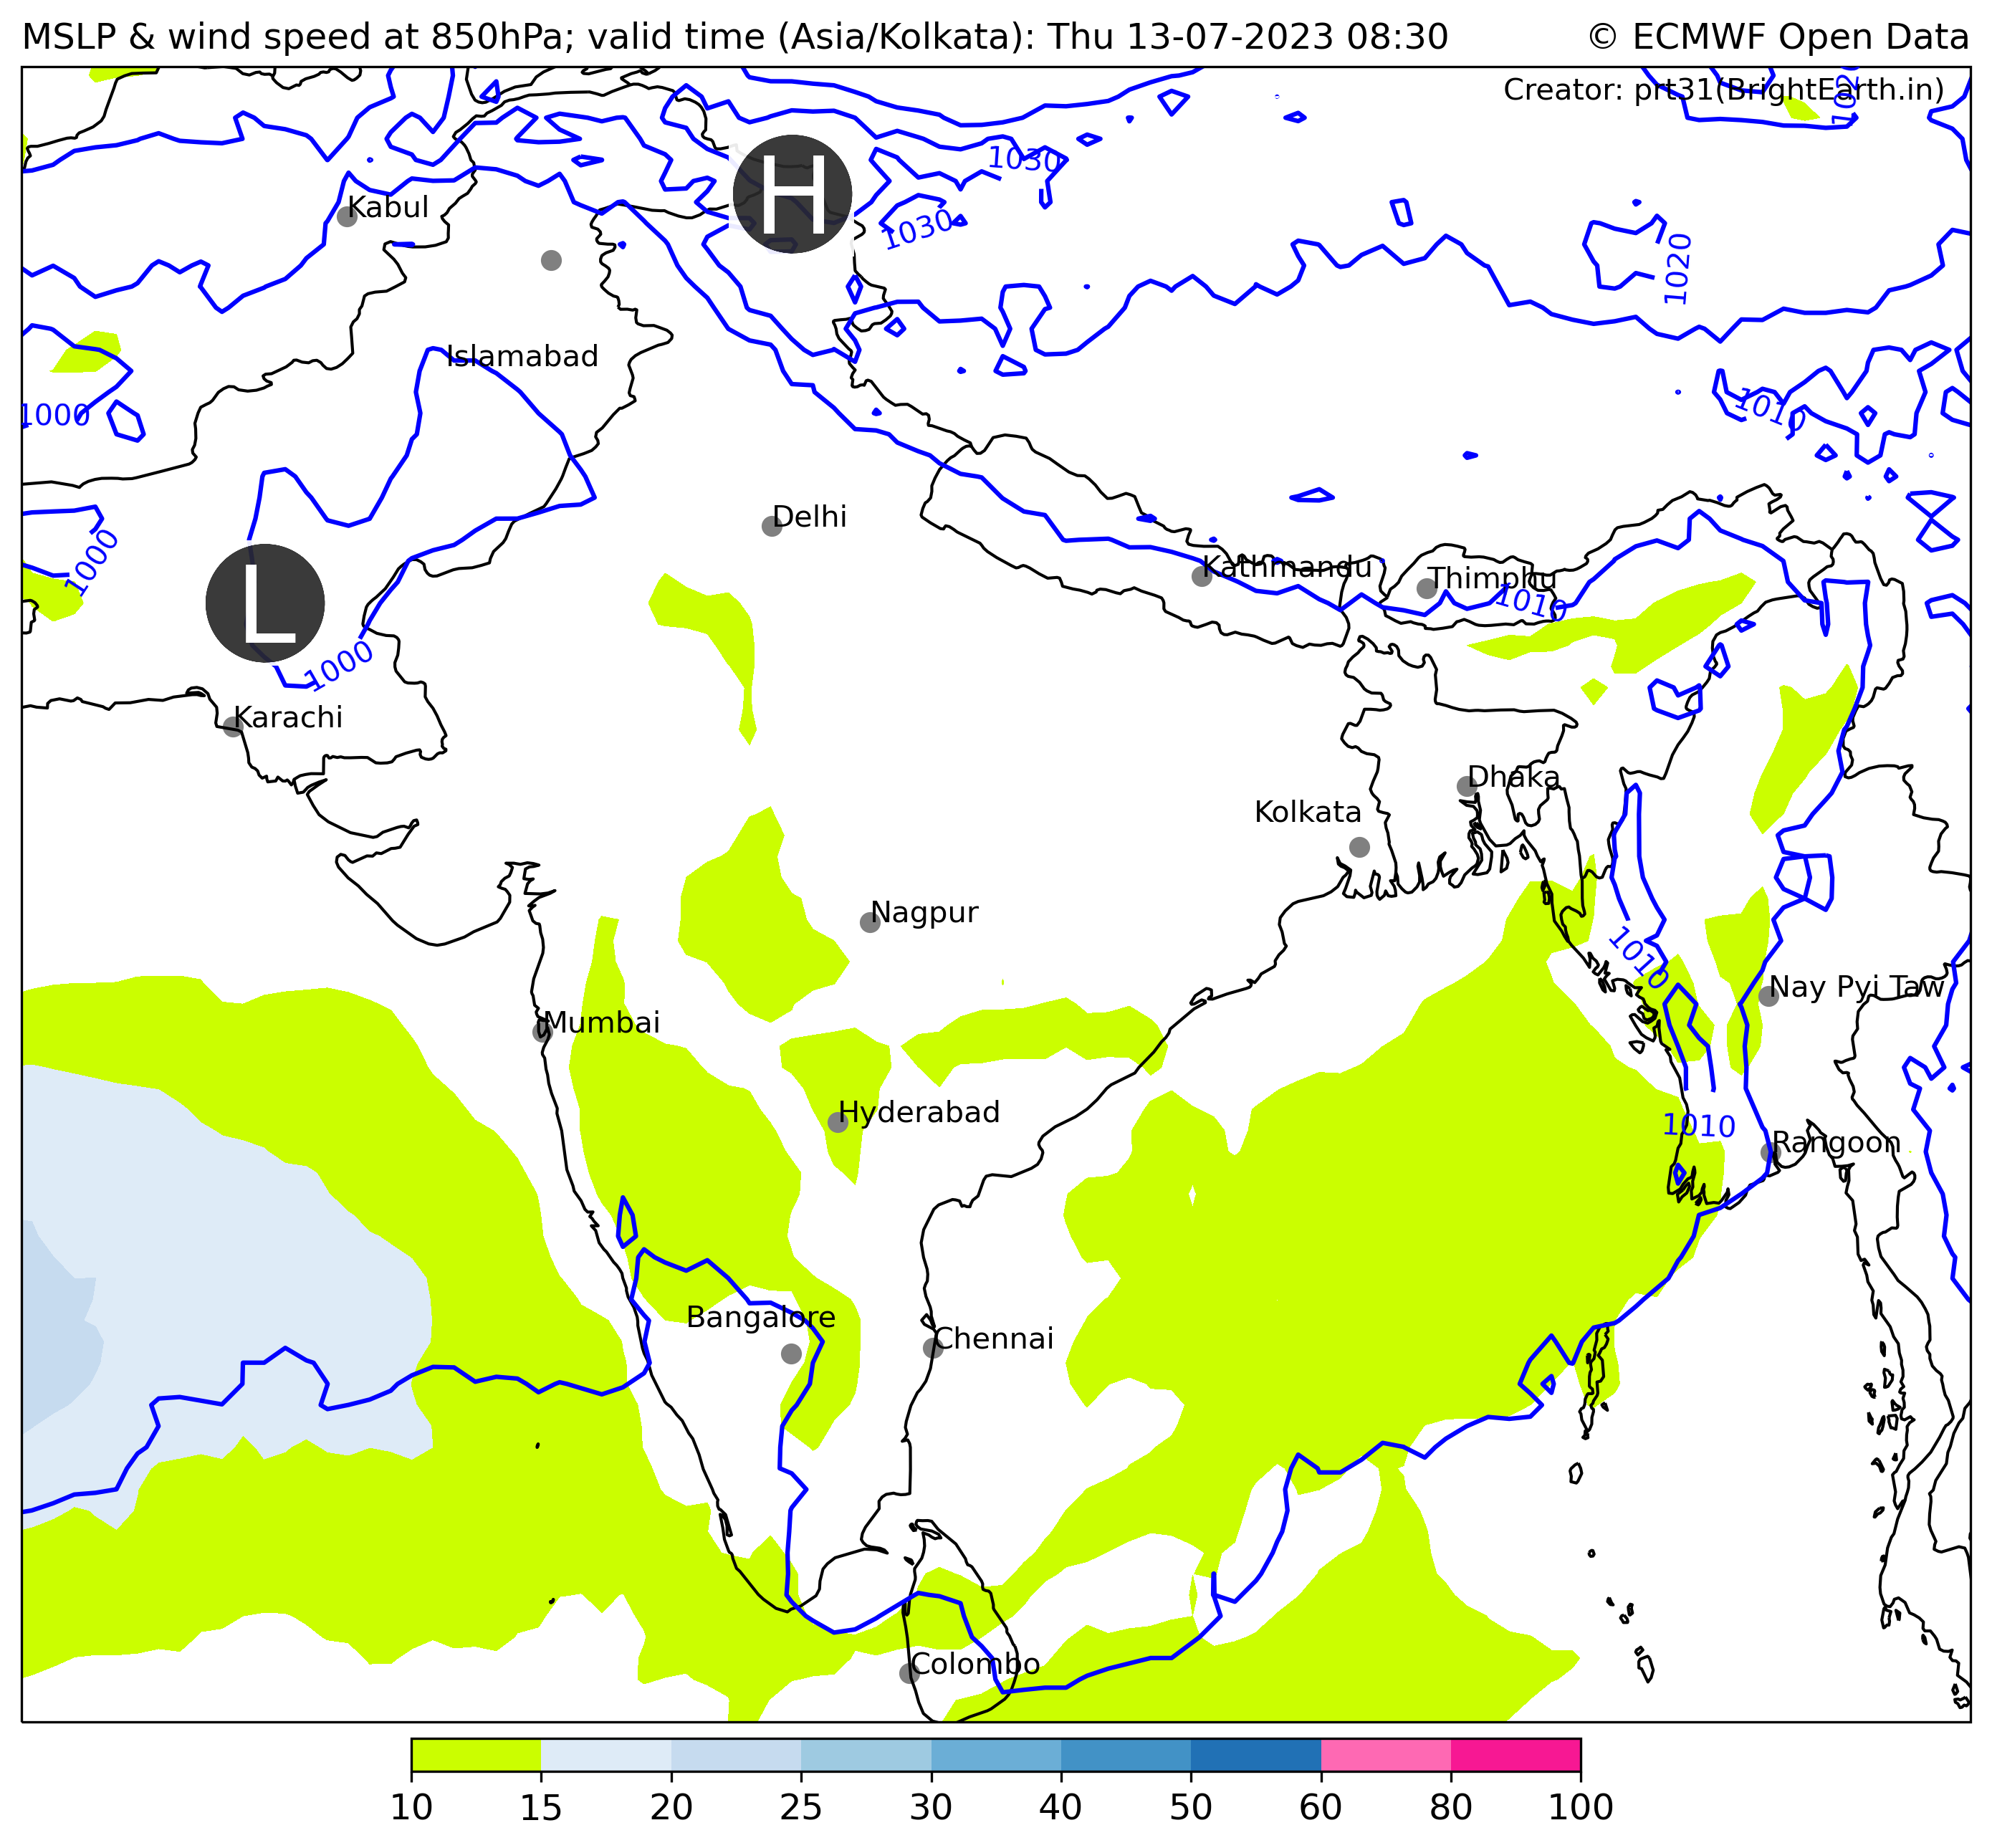 MSLP & wind speed at 850hPa; valid time (Asia/Kolkata): Thu 13-07-2023 08:30
© ECMWF Open Data
Creator: prt31(BrightEarth.in)
H
1030
1030
Kabul
1020
Islamabad
1000
1010
Delhi
1000
L
Kathmandu
Thimphu
1010
1000
Karachi
Dhaka
Kolkata
Nagpur
1010
Nay Pyi Taw
Mumbai
Hyderabad
1010
Rangoon
Bangalore
Chennai
Colombo
10 15 20 25 30 40 50 60 80 100